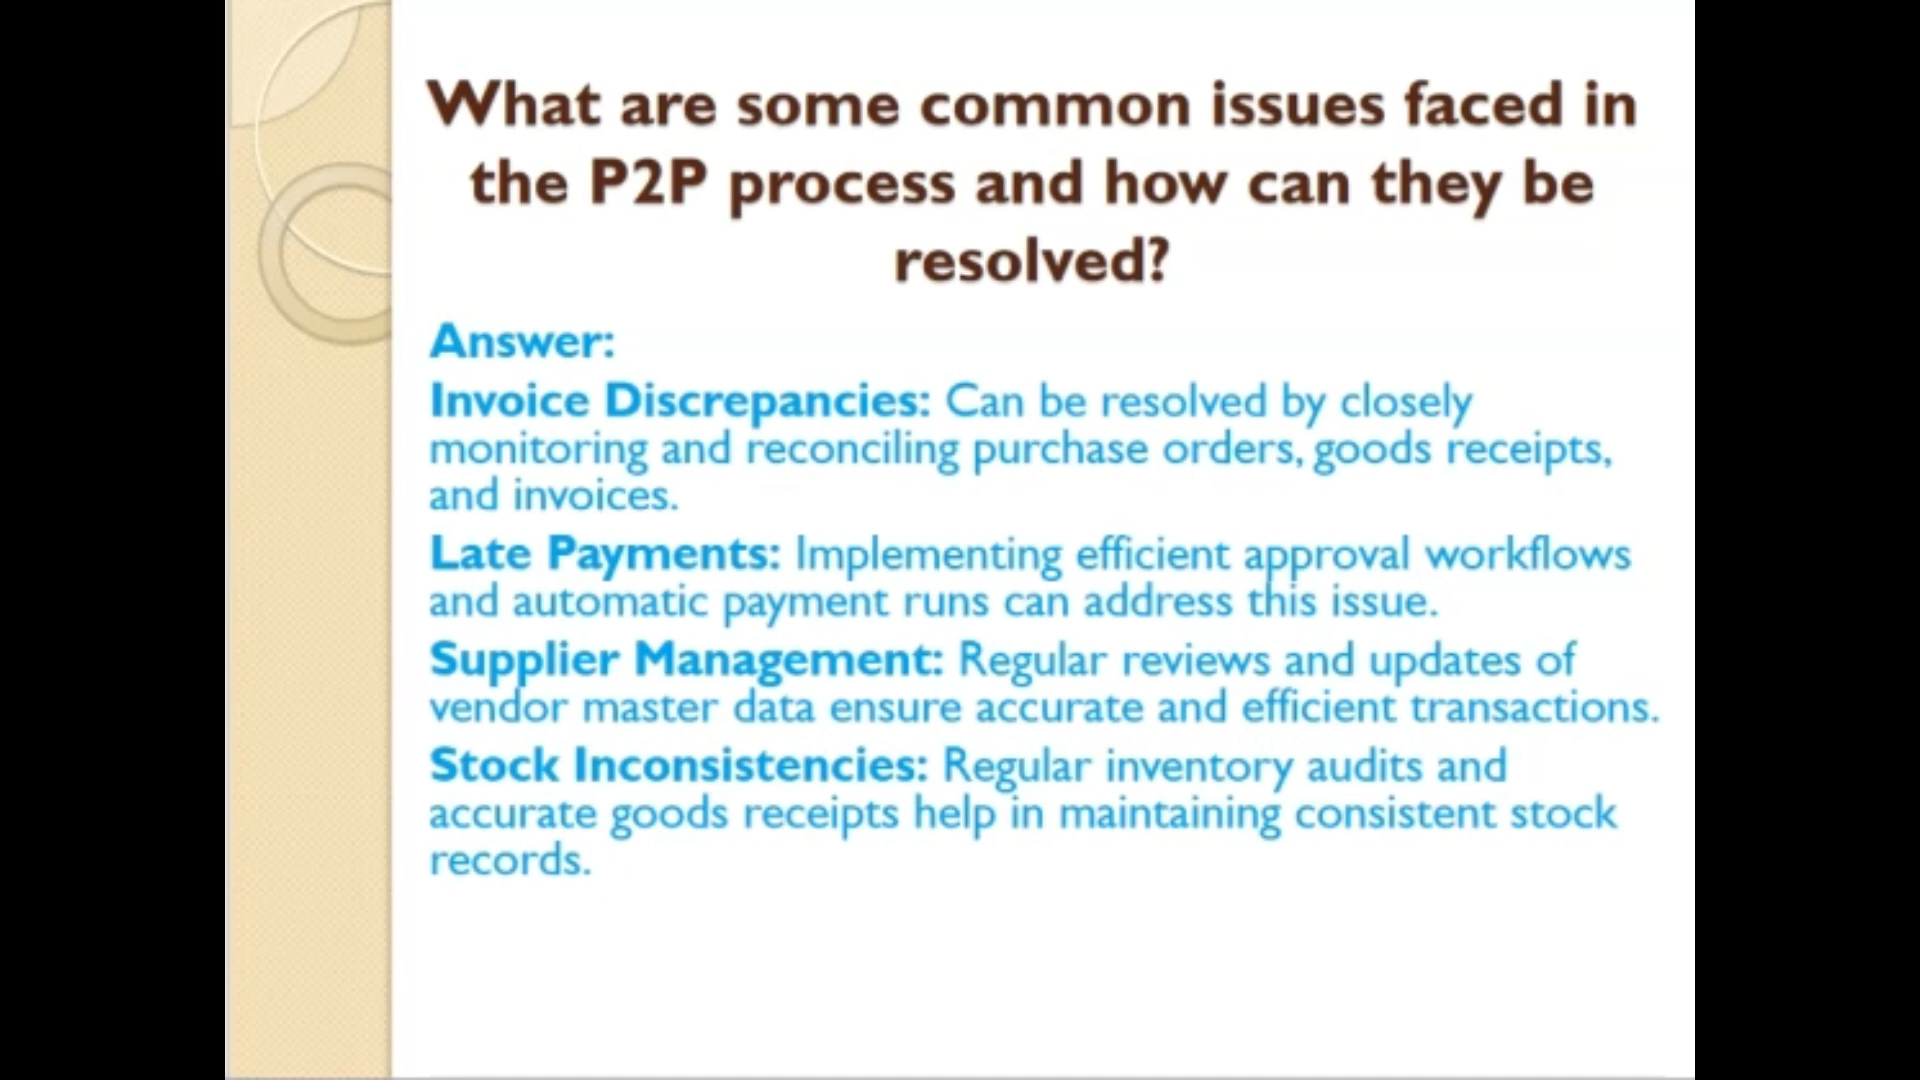 What are some common issues faced in
the P2P process and how can they be
resolved?
Answer:
Invoice Discrepancies: Can be resolved by closely
monitoring and reconciling purchase orders, goods receipts,
and invoices.
Late Payments: Implementing efficient approval workflows
and automatic payment runs can address this issue.
Supplier Management: Regular reviews and updates of
vendor master data ensure accurate and efficient transactions.
Stock Inconsistencies: Regular inventory audits and
accurate goods receipts help in maintaining consistent stock
records.